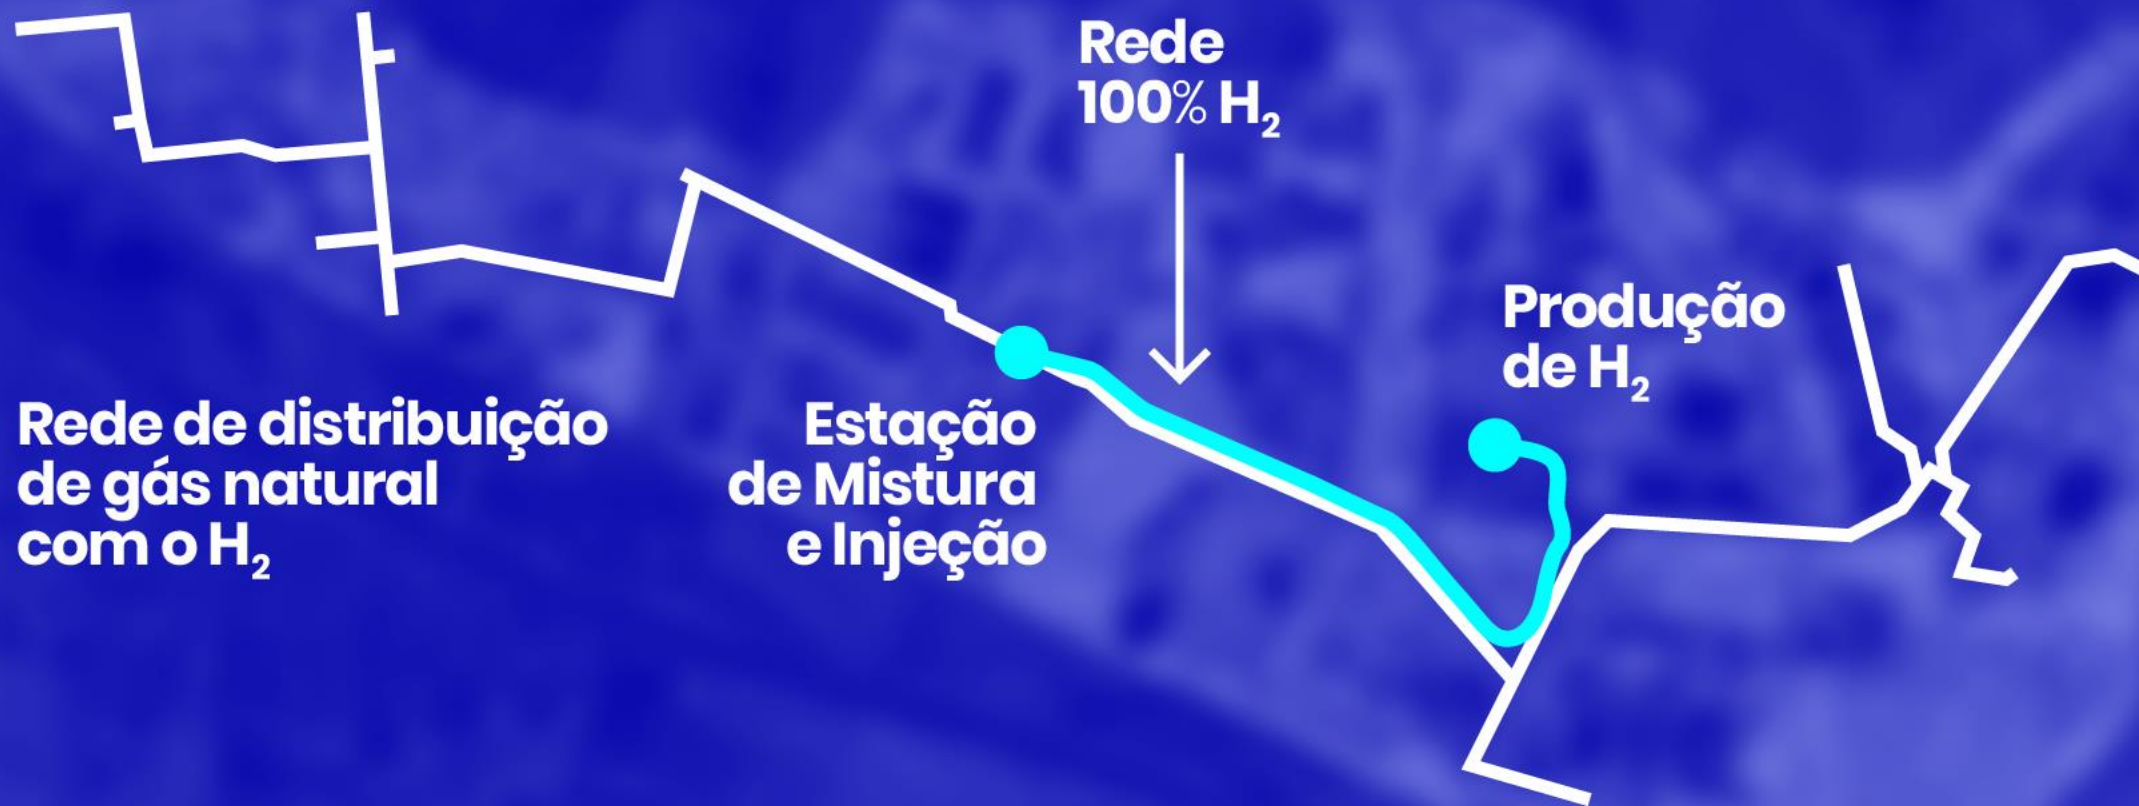 Rede
100% H₂
Produção
de H₂
Rede de distribuição
de gás natural
com o H₂
Estação
de Mistura
e Injeção